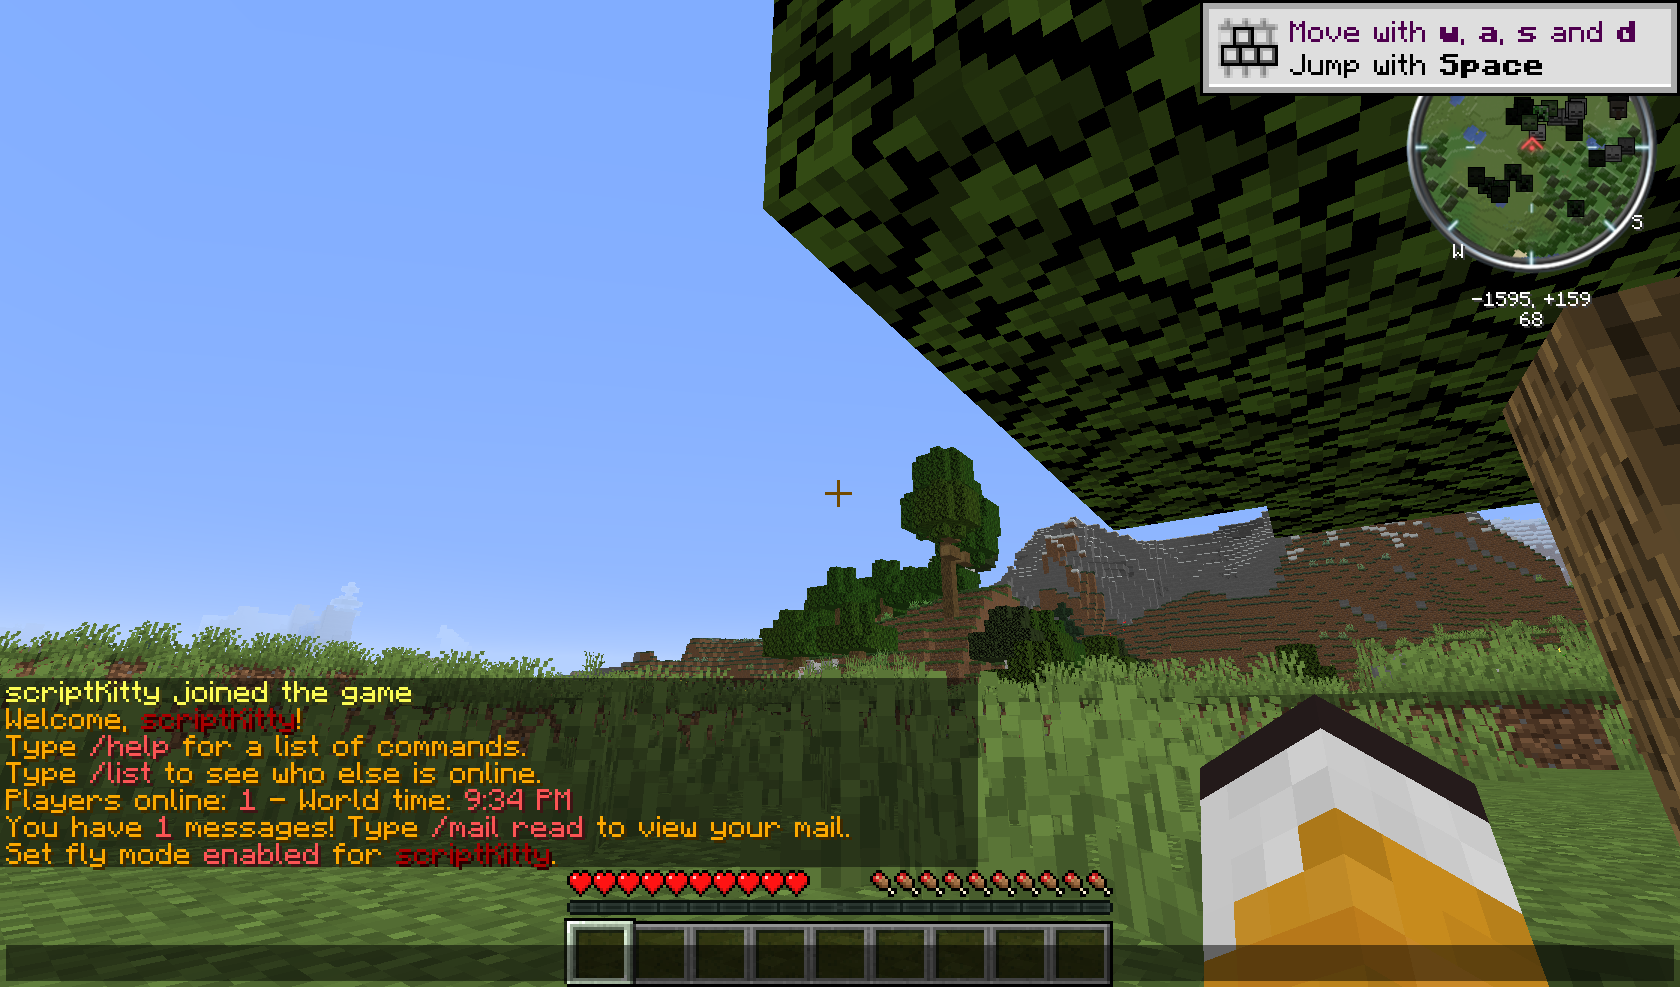 Move with w, a, s and d
Jump with Space
S
W
-1595, +159
68
scriptKitty joined the game
Welcome, scriptKitty!
Type /help for a list of commands.
Type /list to see who else is online.
Players online: 1 - World time: 9:34 PM
You have 1 messages! Type /mail read to view your mail.
Set fly mode enabled for scriptKitty.